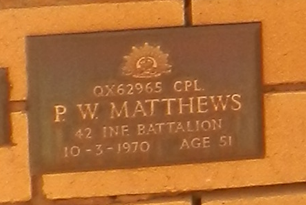 QX62965 CPL.
P. W. MATTHEWS
42 INF. BATTALION
10-3-1970 AGE 51